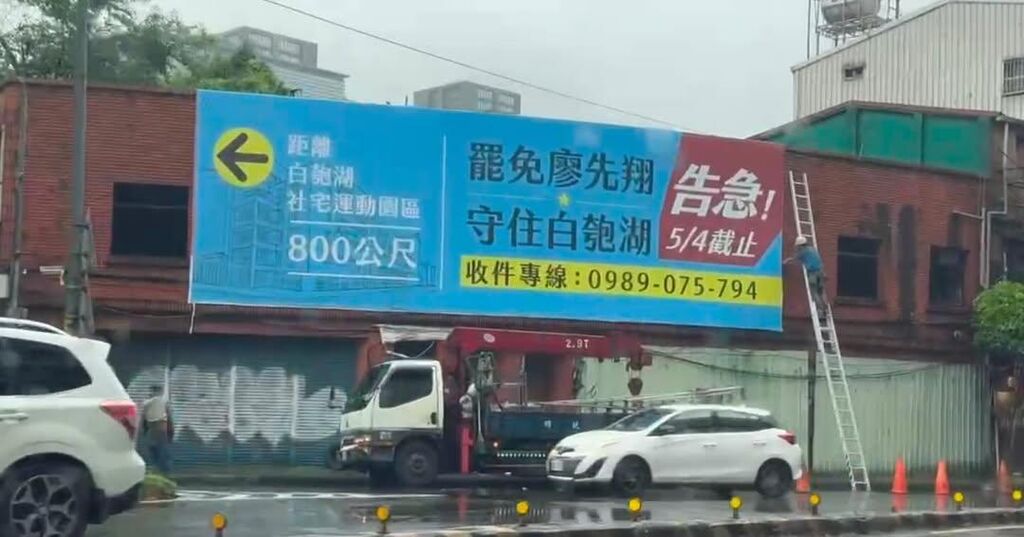 距離
白匏湖
社宅運動園區
800公尺
罷免廖先翔
守住白匏湖
告急!
5/4截止
收件專線：0989-075-794
2.9T